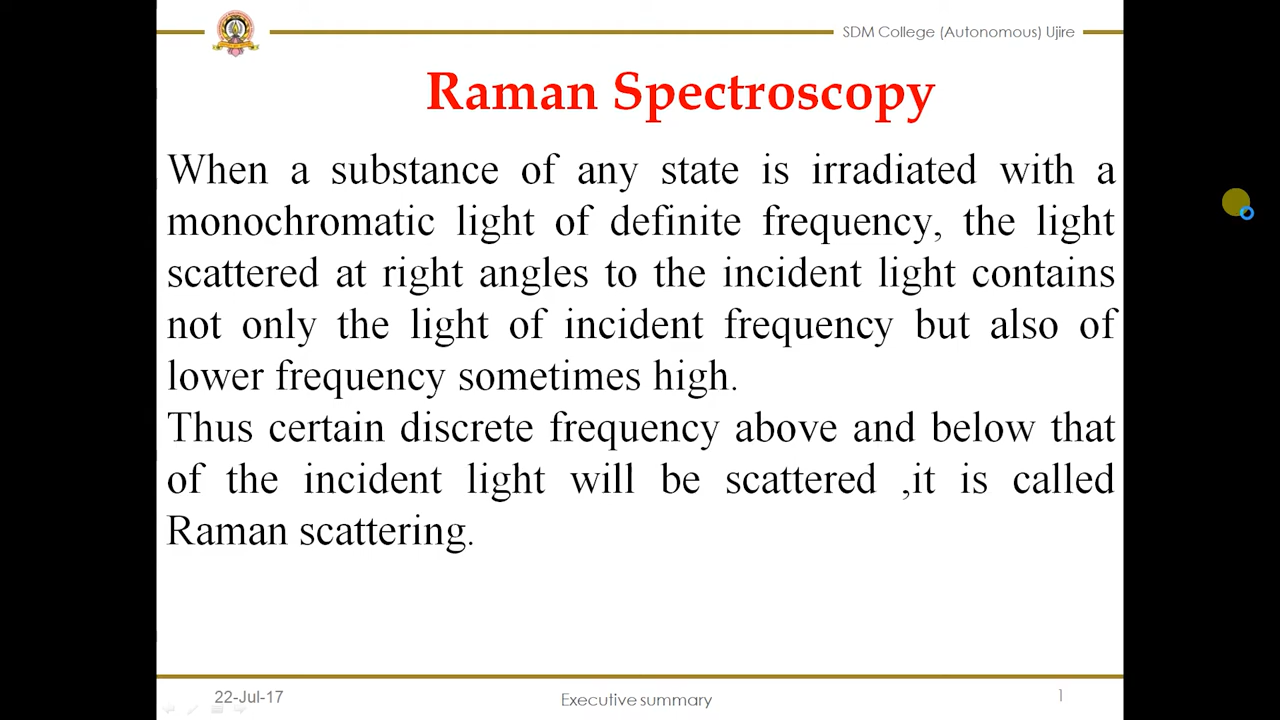 SDM College (Autonomous) Ujire
Raman Spectroscopy
When a substance of any state is irradiated with a
monochromatic light of definite frequency, the light
scattered at right angles to the incident light contains
not only the light of incident frequency but also of
lower frequency sometimes high.
Thus certain discrete frequency above and below that
of the incident light will be scattered ,it is called
Raman scattering.
22-Jul-17
Executive summary
1